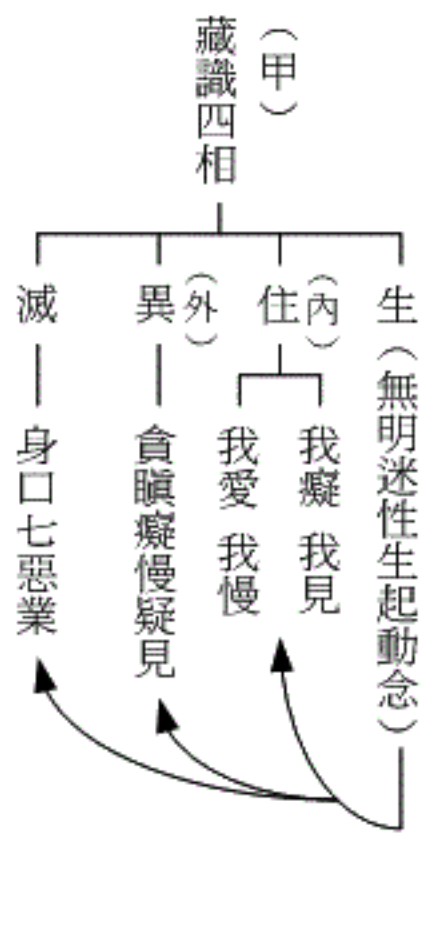 （甲）
藏識四相
生（無明迷性生起動念）
住（內）
我癡 我見
我愛 我慢
異（外）
貪瞋癡慢疑見
滅
身口七惡業